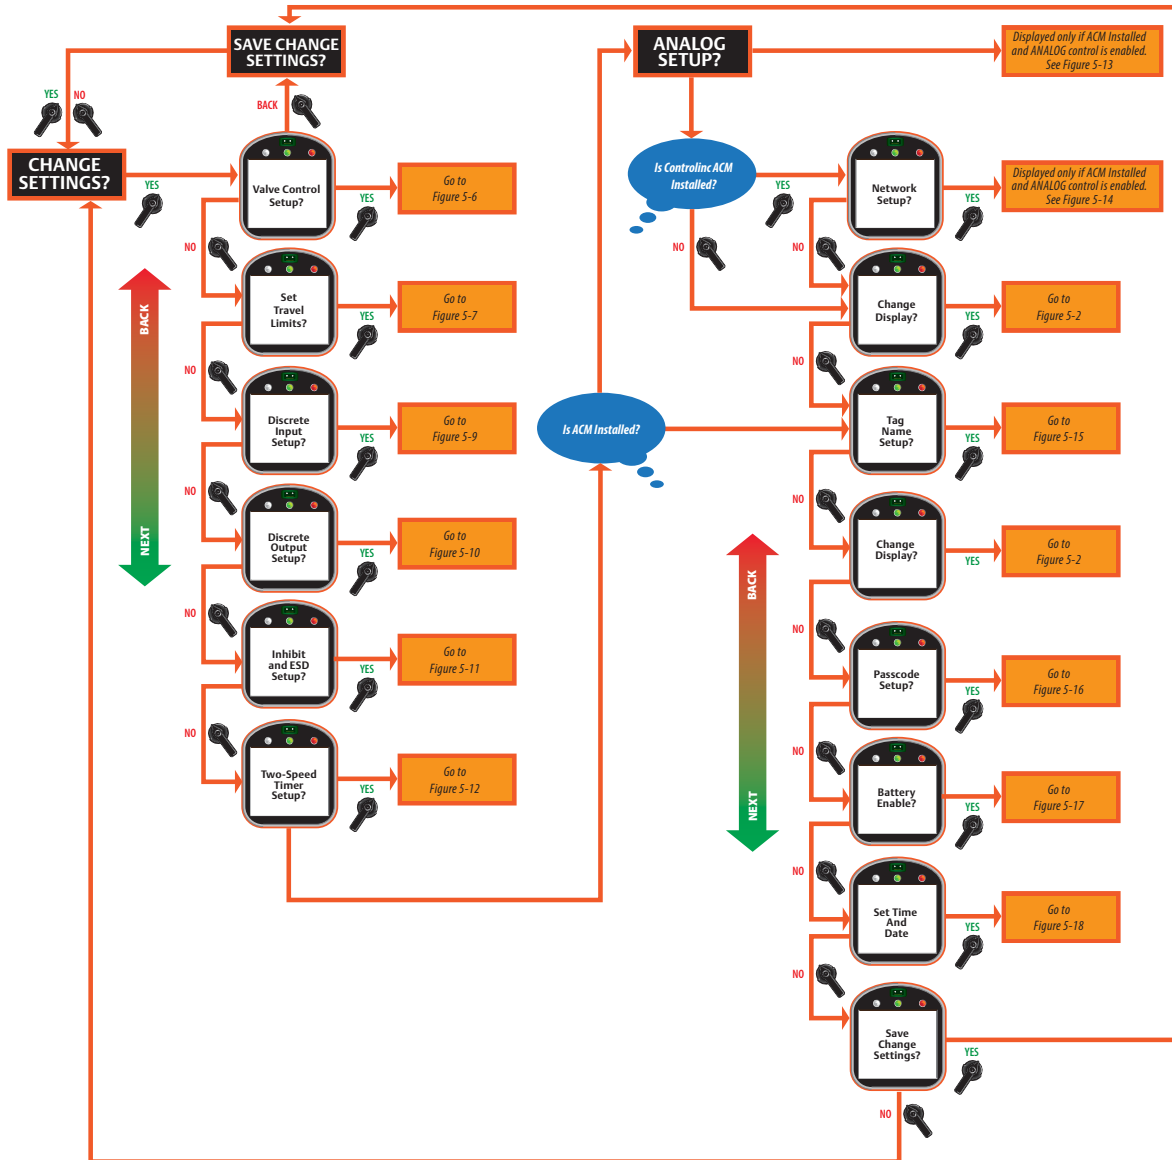 SAVE CHANGE
SETTINGS?
YES
NO
BACK
CHANGE
SETTINGS?
YES
Valve Control
Setup?
YES
Go to
Figure 5-6
NO
Set
Travel
Limits?
YES
Go to
Figure 5-7
NO
Discrete
Input
Setup?
YES
Go to
Figure 5-9
NO
Discrete
Output
Setup?
YES
Go to
Figure 5-10
NO
Inhibit
and ESD
Setup?
YES
Go to
Figure 5-11
NO
Two-Speed
Timer
Setup?
YES
Go to
Figure 5-12
BACK
NEXT
Is ACM Installed?
ANALOG
SETUP?
Displayed only if ACM Installed
and ANALOG control is enabled.
See Figure 5-13
Is Controlinc ACM
Installed?
YES
NO
Network
Setup?
YES
Displayed only if ACM Installed
and ANALOG control is enabled.
See Figure 5-14
NO
Change
Display?
YES
Go to
Figure 5-2
NO
Tag
Name
Setup?
YES
Go to
Figure 5-15
NO
Change
Display?
YES
Go to
Figure 5-2
NO
Passcode
Setup?
YES
Go to
Figure 5-16
NO
Battery
Enable?
YES
Go to
Figure 5-17
NO
Set Time
And
Date
YES
Go to
Figure 5-18
NO
Save
Change
Settings?
YES
NO
BACK
NEXT